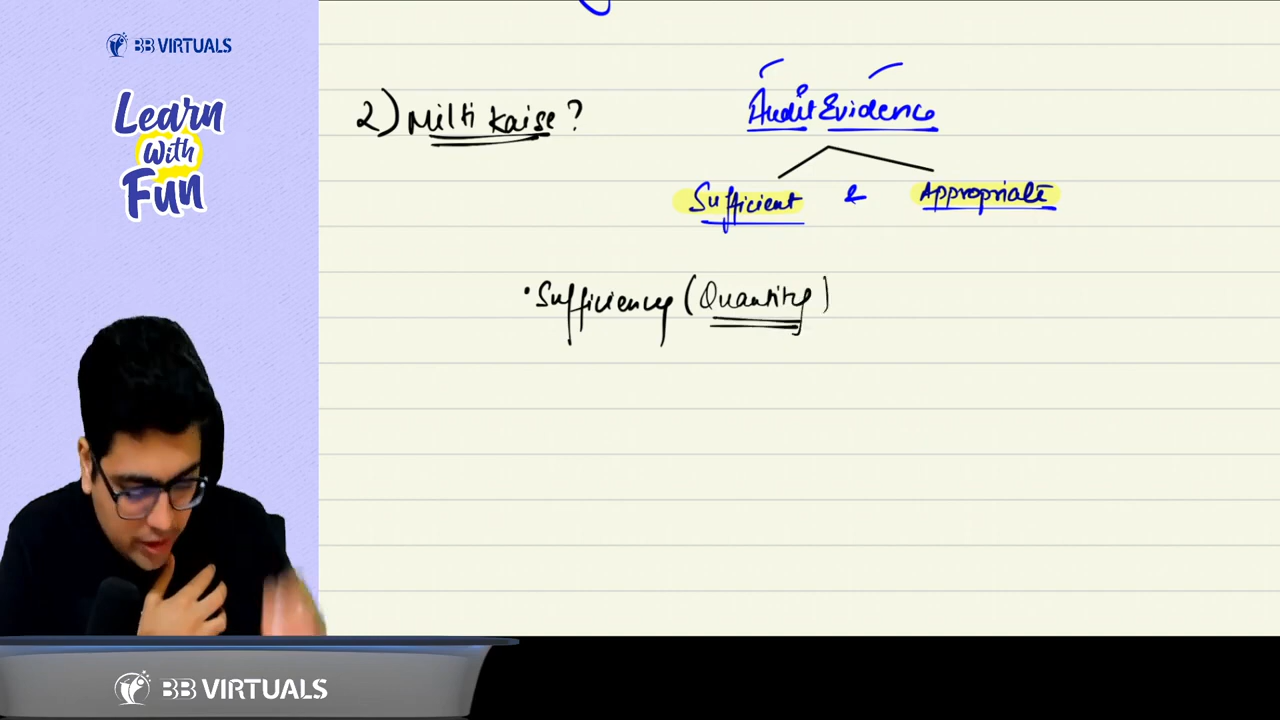 BB VIRTUALS
Learn
With
Fun
2) Milti Kaise?
Audit Evidence
Sufficient & Appropriate
• Sufficiency (Quantity)
BB VIRTUALS